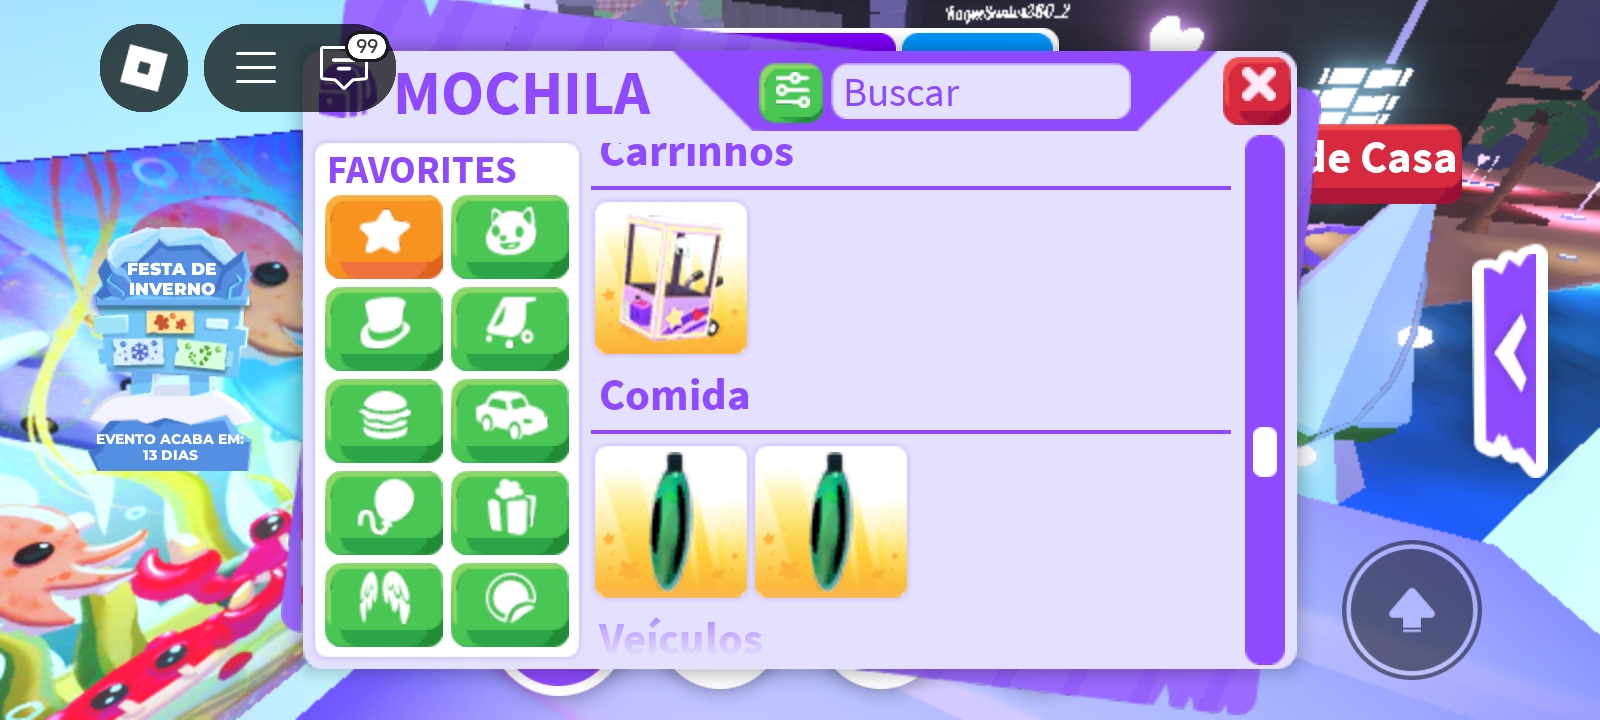 99
MOCHILA
Buscar
FAVORITES
Carrinhos
de Casa
FESTA DE
INVERNO
Comida
EVENTO ACABA EM:
13 DIAS
Veículos